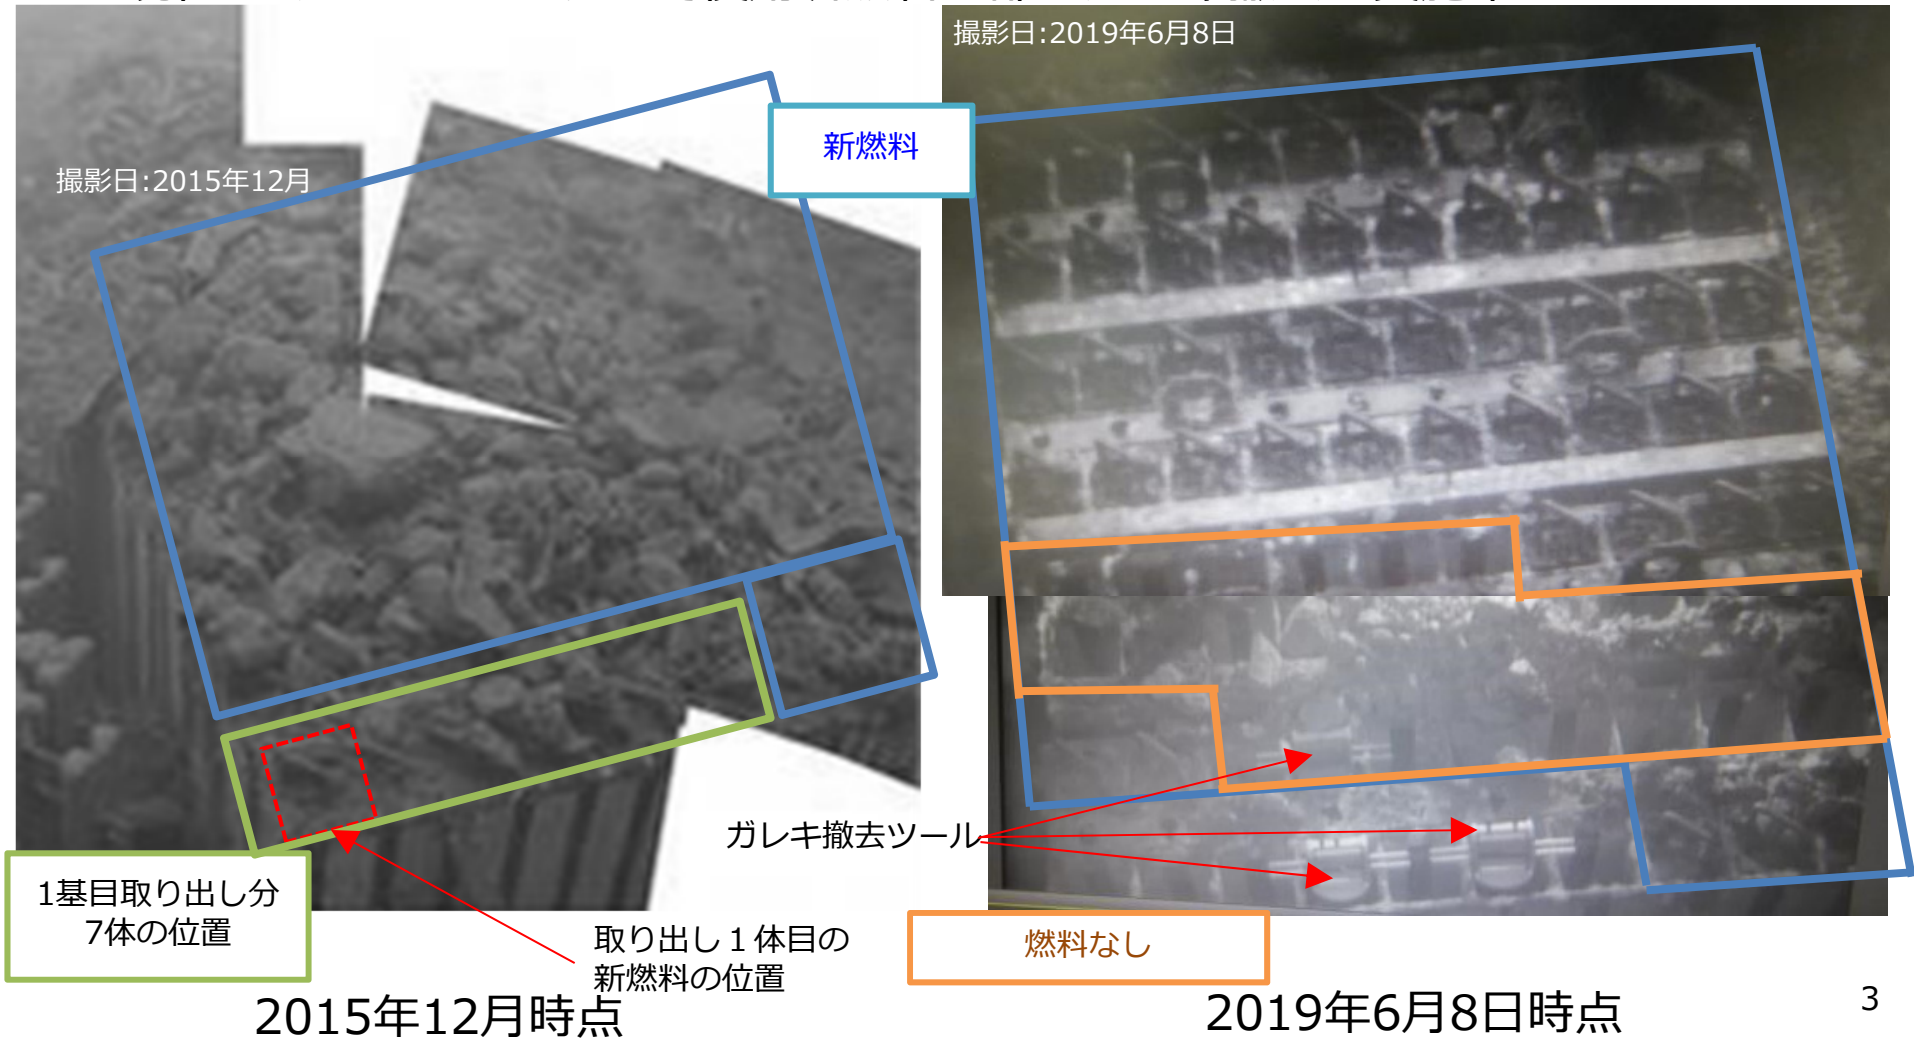 撮影日:2019年6月8日
新燃料
撮影日:2015年12月
ガレキ撤去ツール
1基目取り出し分
7体の位置
取り出し１体目の
新燃料の位置
燃料なし
2015年12月時点
2019年6月8日時点
3